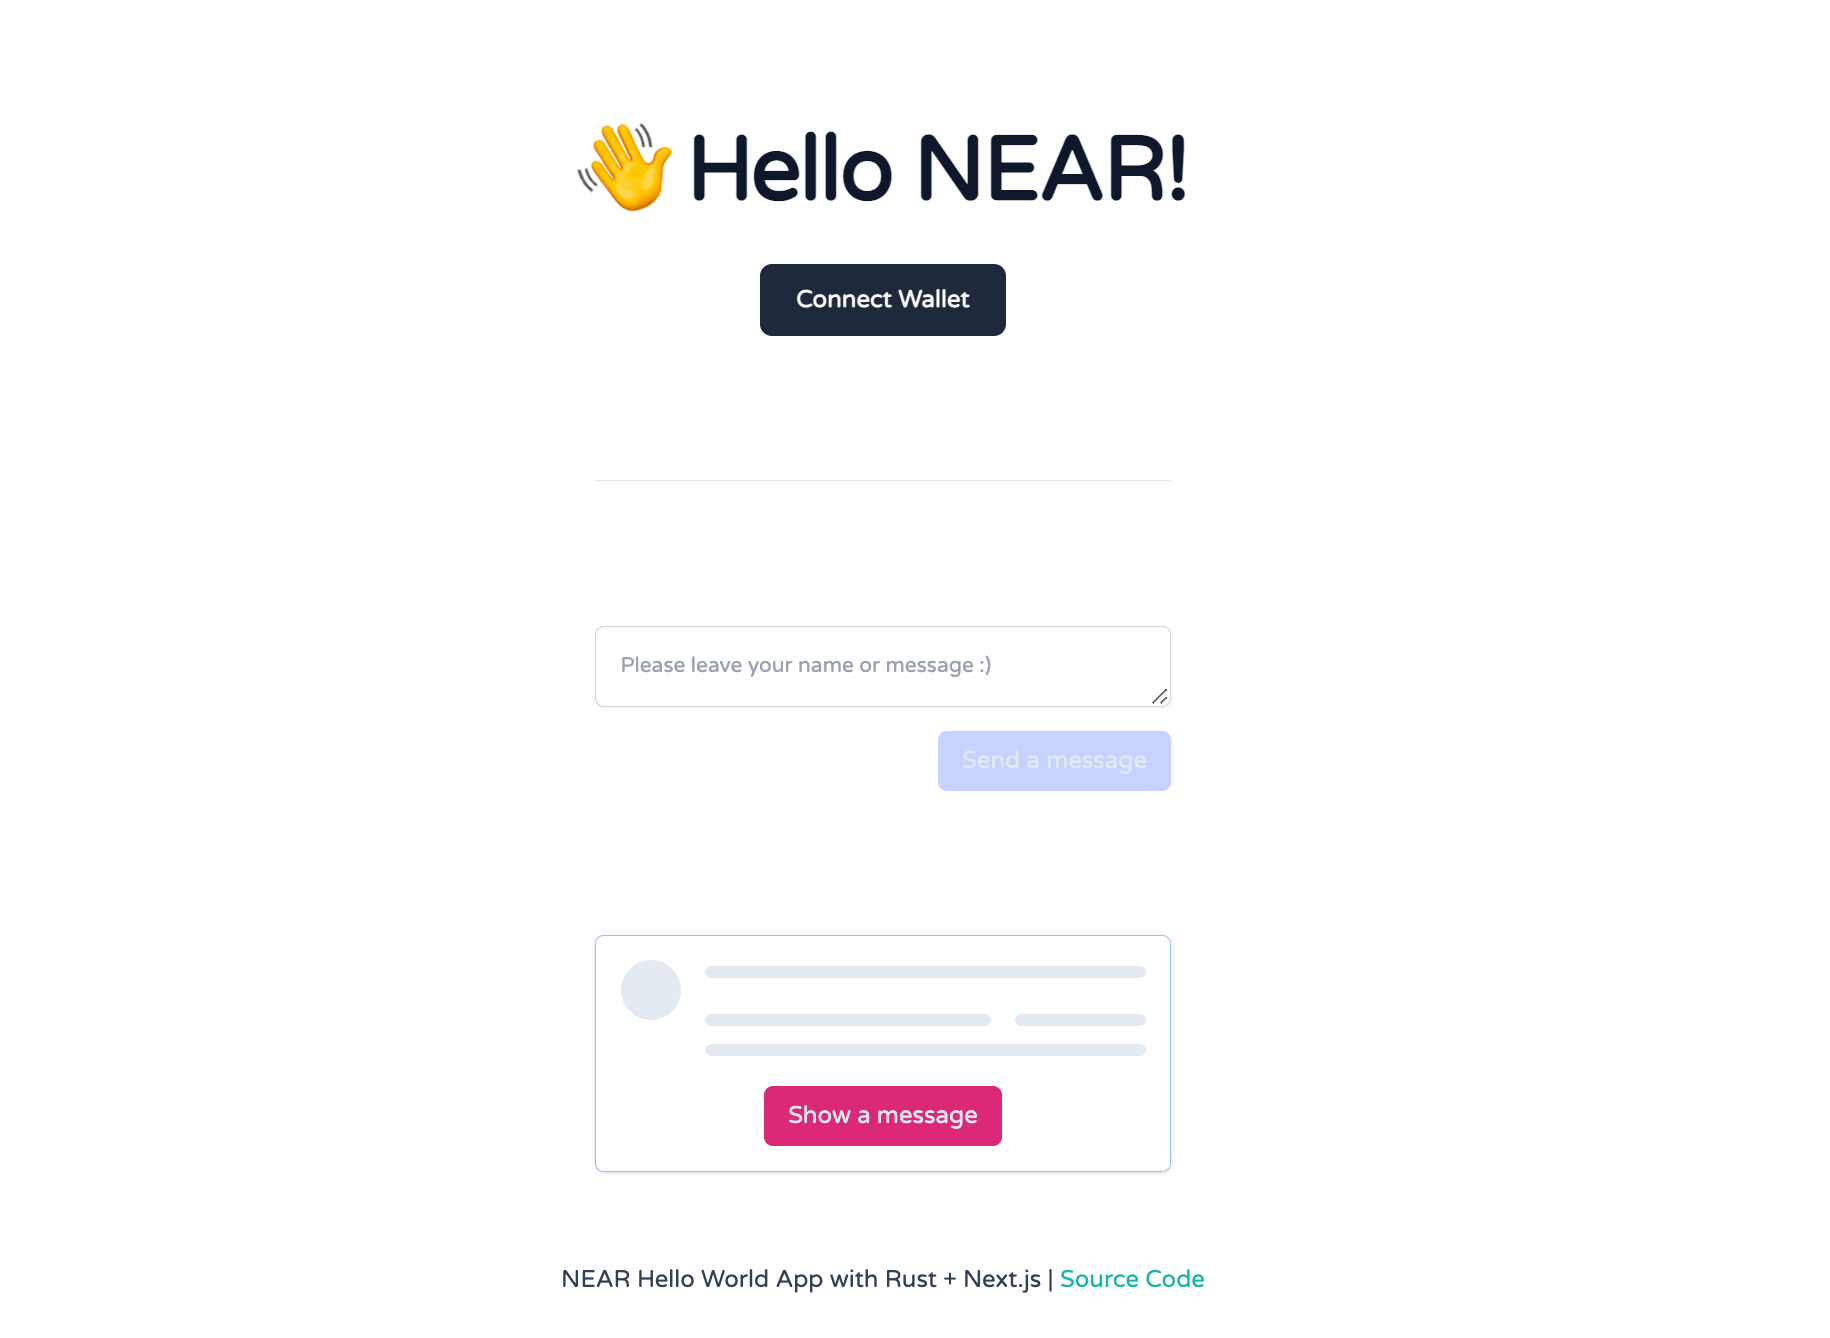 👋 Hello NEAR!
Connect Wallet
Please leave your name or message :)
Send a message
Show a message
NEAR Hello World App with Rust + Next.js | Source Code